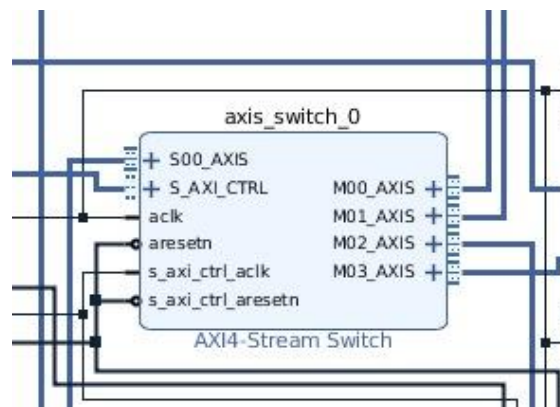 axis_switch_0
S00_AXIS
S_AXI_CTRL
M00_AXIS
aclk
M01_AXIS
aresetn
M02_AXIS
s_axi_ctrl_aclk
M03_AXIS
s_axi_ctrl_aresetn
AXI4-Stream Switch